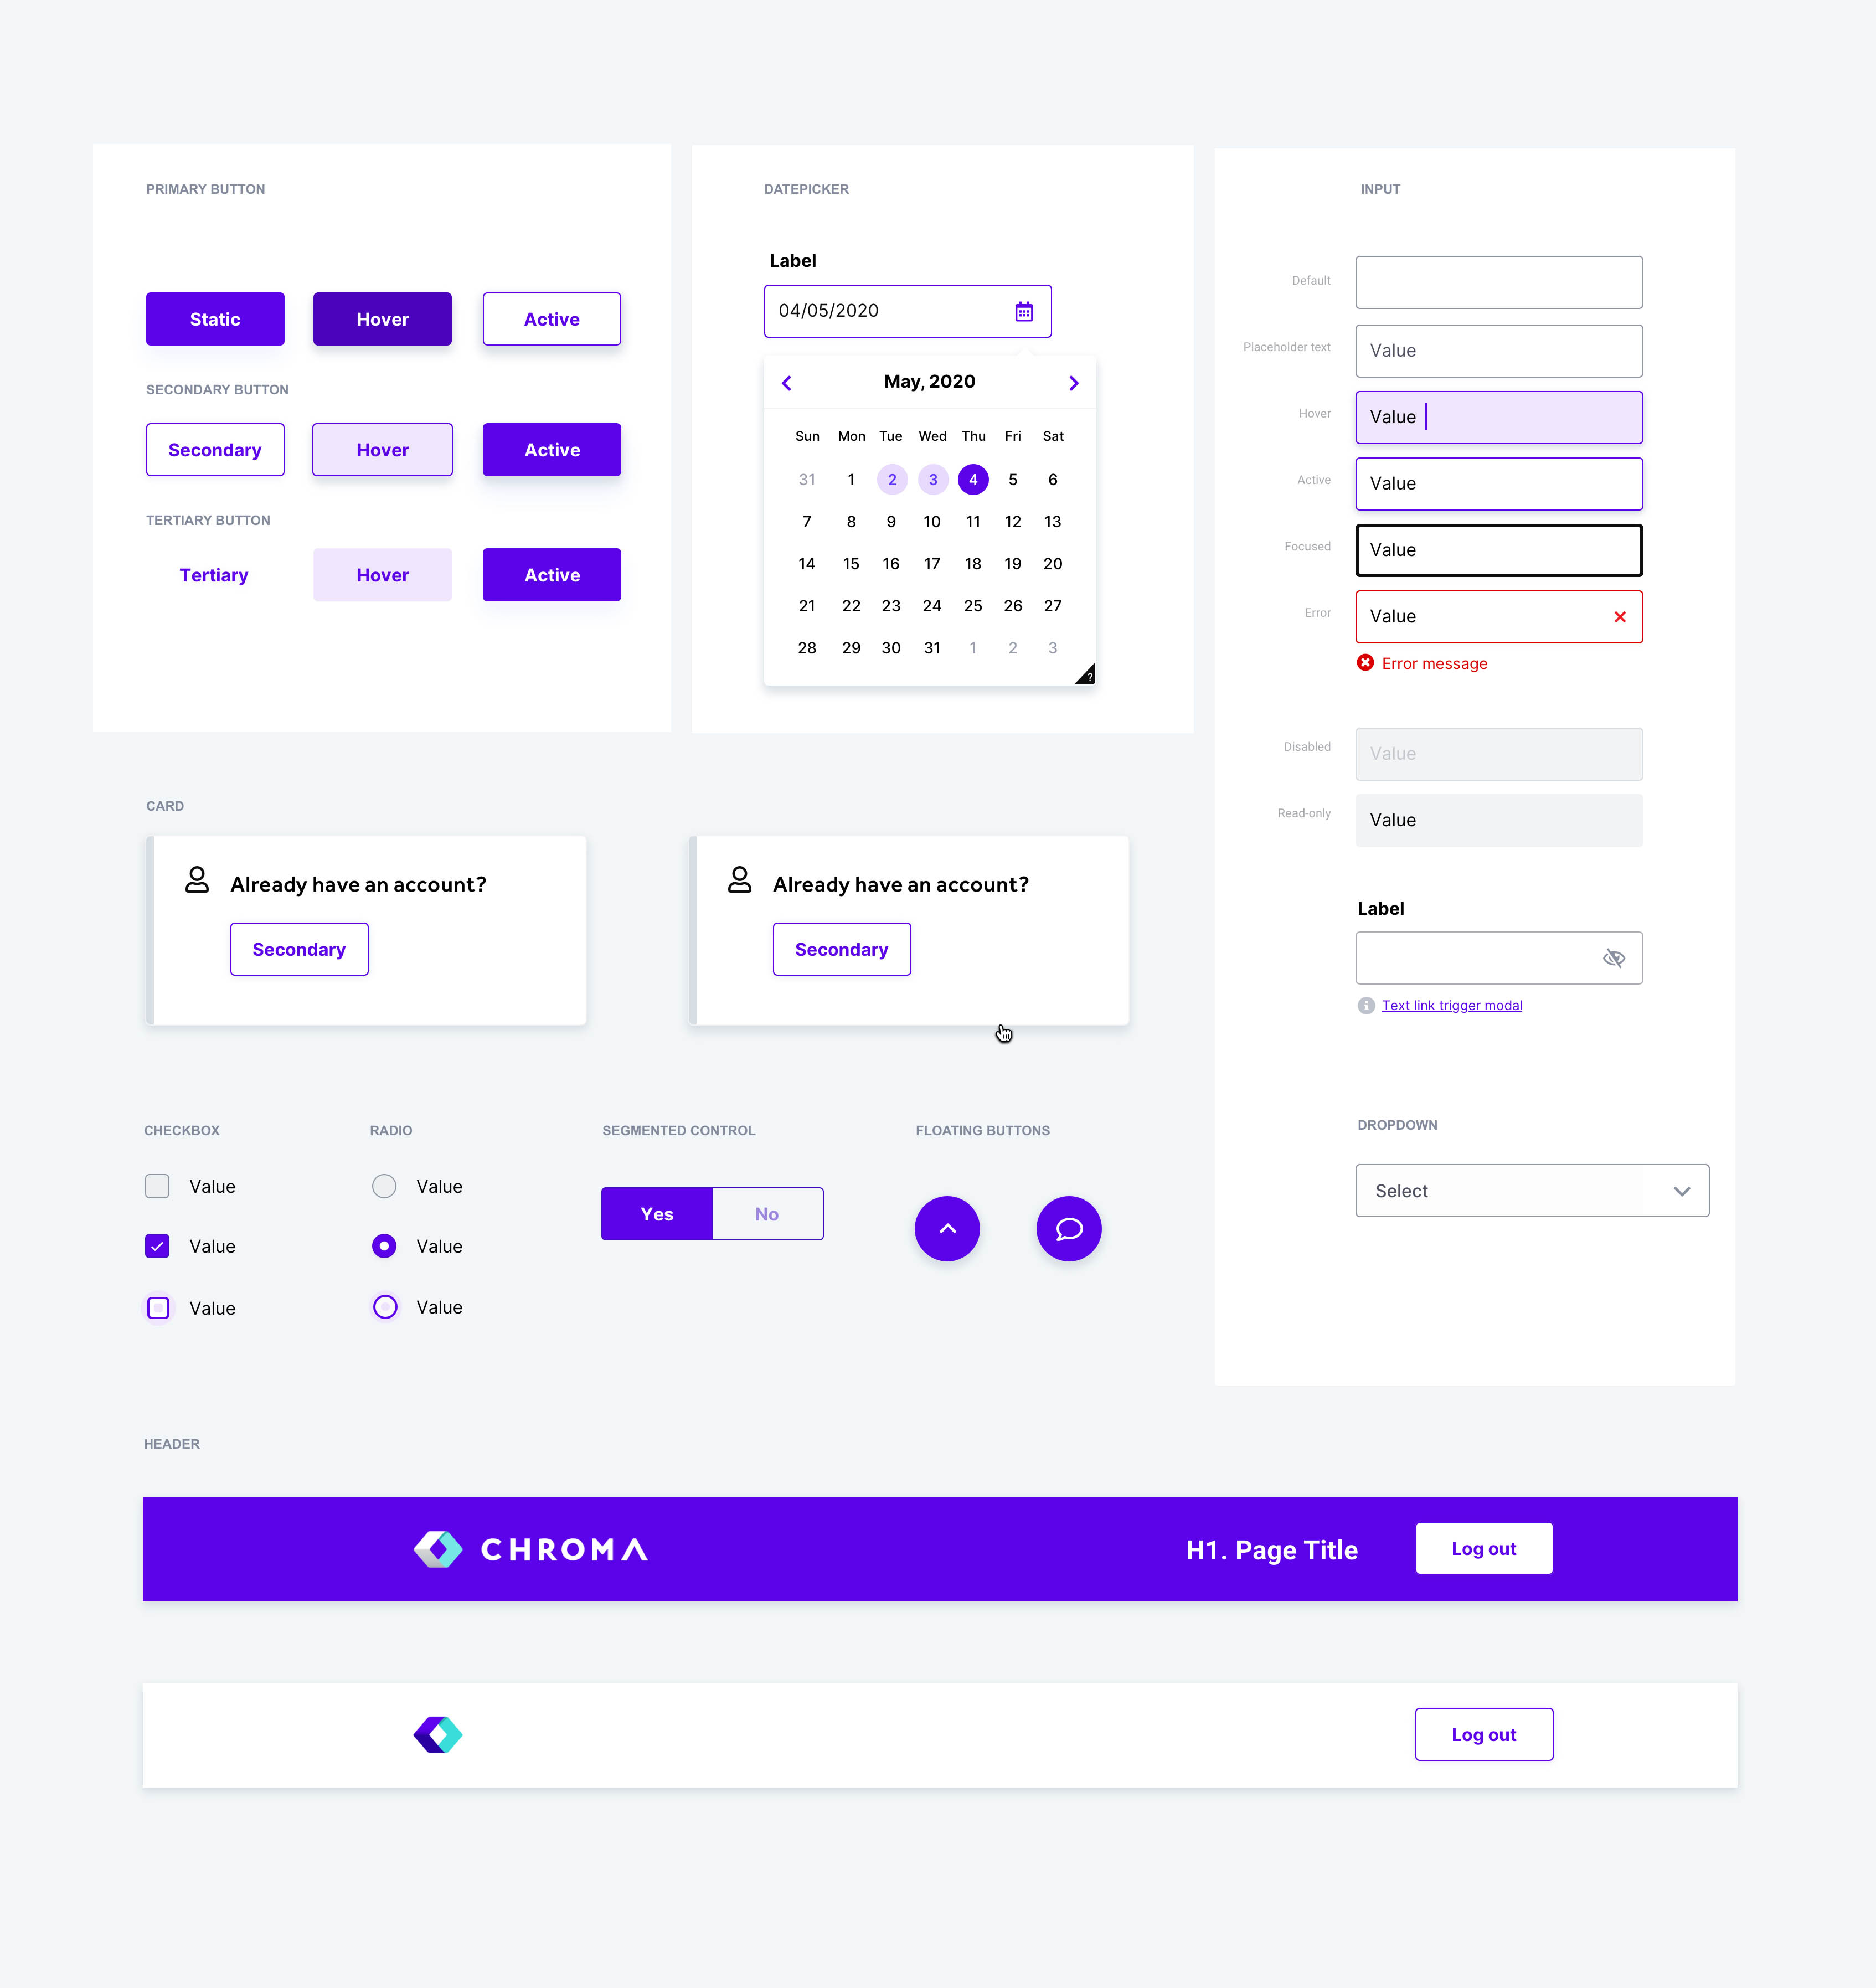 PRIMARY BUTTON
Static Hover Active
SECONDARY BUTTON
Secondary Hover Active
TERTIARY BUTTON
Tertiary Hover Active
DATEPICKER
Label
04/05/2020
May, 2020
Sun Mon Tue Wed Thu Fri Sat
31 1 2 3 4 5 6
7 8 9 10 11 12 13
14 15 16 17 18 19 20
21 22 23 24 25 26 27
28 29 30 31 1 2 3
?
INPUT
Default
Placeholder text Value
Hover Value
Active Value
Focused Value
Error Value
Error message
Disabled Value
Read-only Value
Label
Text link trigger modal
DROPDOWN
Select
CARD
Already have an account?
Secondary
Already have an account?
Secondary
CHECKBOX
Value
Value
Value
RADIO
Value
Value
Value
SEGMENTED CONTROL
Yes No
FLOATING BUTTONS
HEADER
CHROMA H1. Page Title Log out
Log out